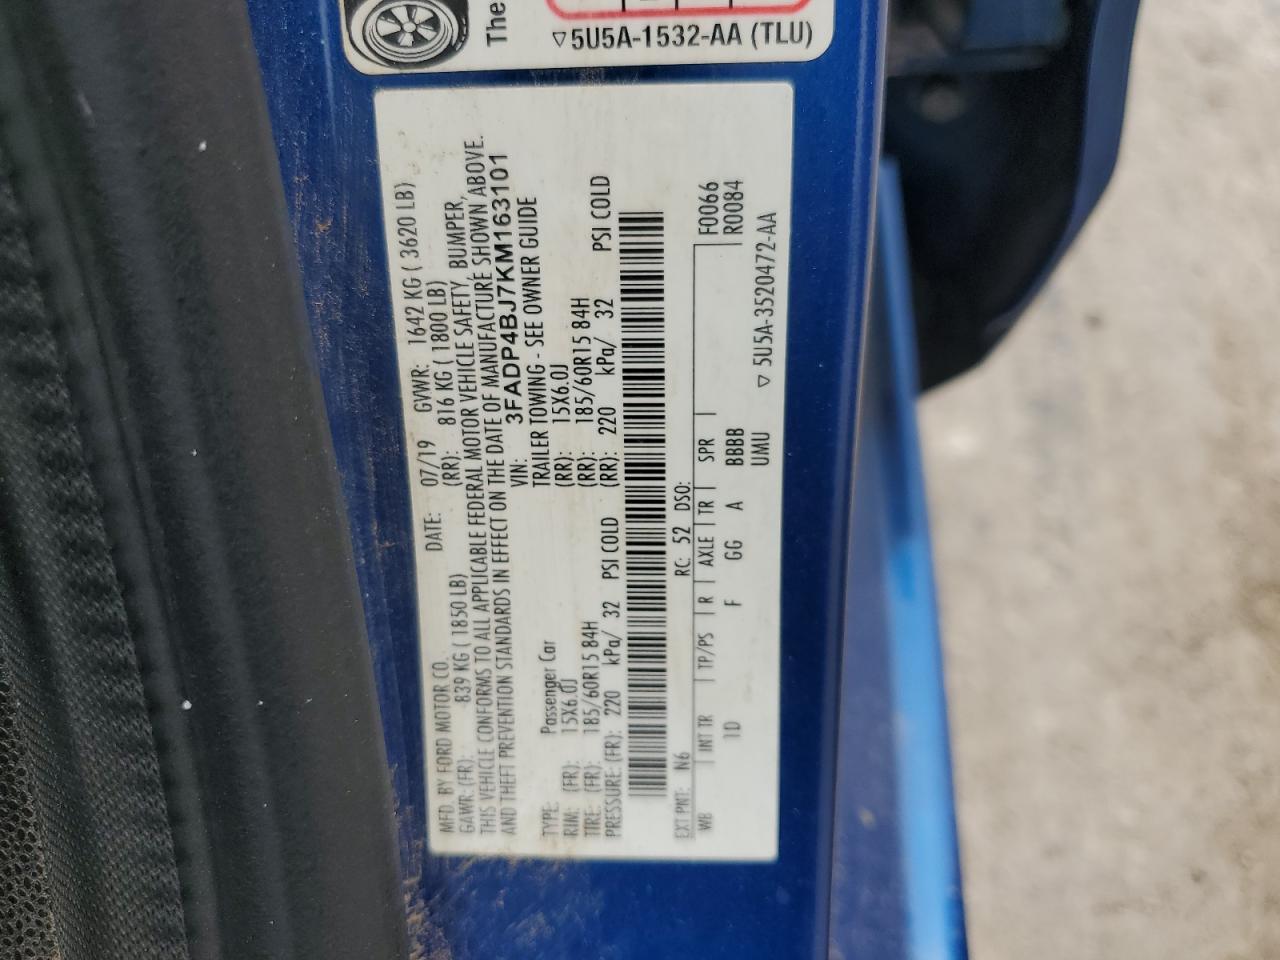 The
▽5U5A-1532-AA (TLU)
MFD. BY FORD MOTOR CO. DATE: 07/19 GVWR: 1642 KG ( 3620 LB)
GAWR: (FR): 839 KG ( 1850 LB) (RR): 816 KG ( 1800 LB)
THIS VEHICLE CONFORMS TO ALL APPLICABLE FEDERAL MOTOR VEHICLE SAFETY, BUMPER,
AND THEFT PREVENTION STANDARDS IN EFFECT ON THE DATE OF MANUFACTURE SHOWN ABOVE.
VIN: 3FADP4BJ7KM163101
TYPE: Passenger Car TRAILER TOWING - SEE OWNER GUIDE
RIM: (FR): 15X6.0J (RR): 15X6.0J
TIRE: (FR): 185/60R15 84H (RR): 185/60R15 84H
PRESSURE: (FR): 220 kPa/ 32 PSI COLD (RR): 220 kPa/ 32 PSI COLD
EXT PNT: N6 RC: 52 DSO: F0066
WB INT TR TP/PS R AXLE TR SPR R0084
1D F GG A BBBB
UMU ▽ 5U5A-3520472-AA